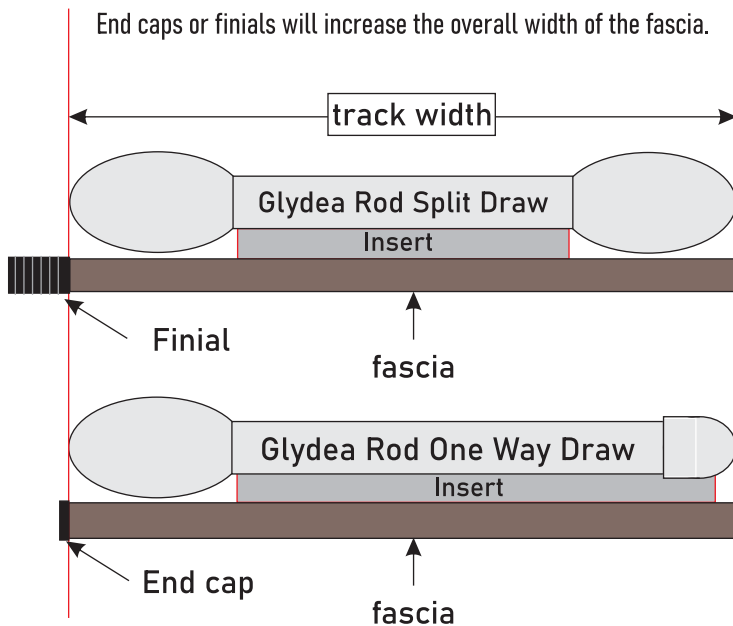 End caps or finials will increase the overall width of the fascia.
track width
Glydea Rod Split Draw
Insert
Finial
fascia
Glydea Rod One Way Draw
Insert
End cap
fascia